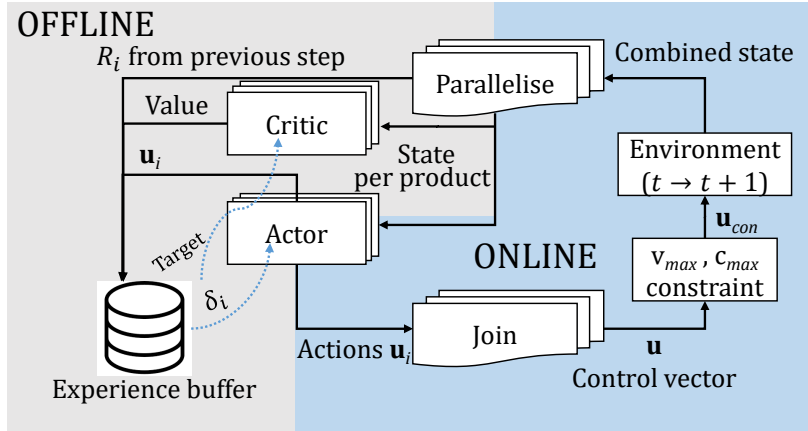 OFFLINE
R_i from previous step
Parallelise
Combined state
Value
Critic
State
per product
Environment
(t → t + 1)
u_i
u_con
Target
Actor
ONLINE
v_max , c_max
constraint
δ_i
Join
Actions u_i
u
Control vector
Experience buffer